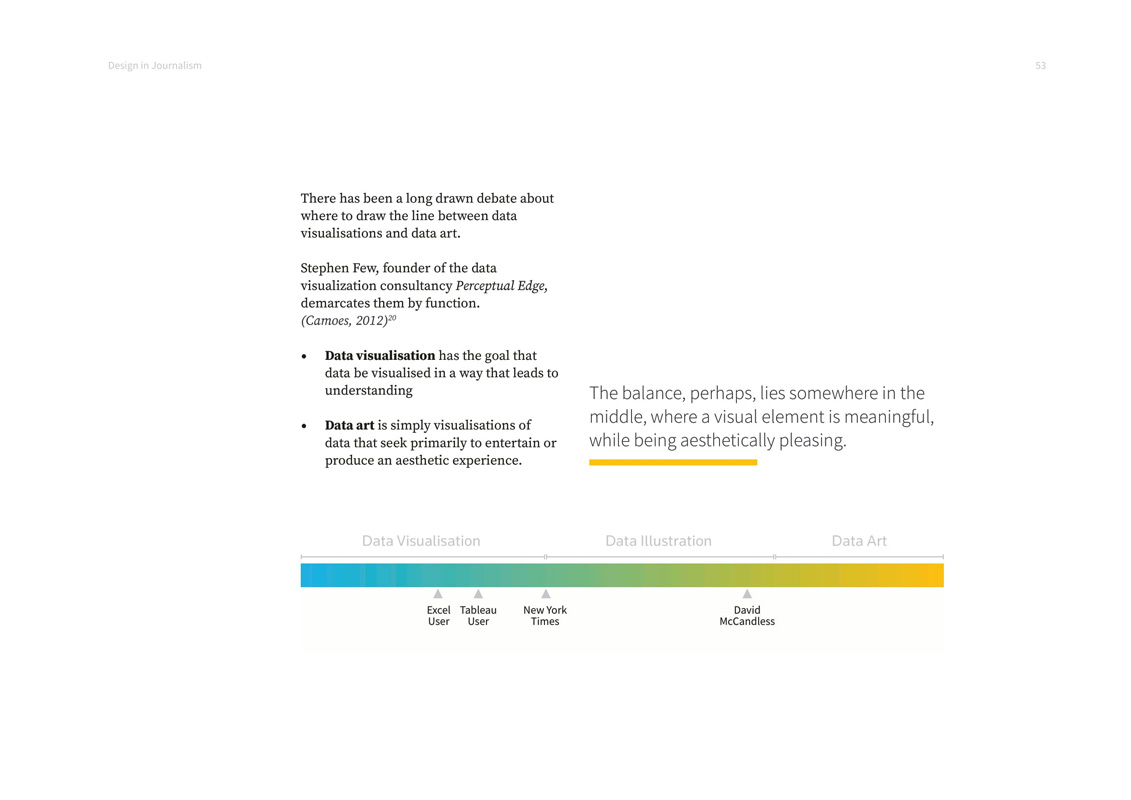 Design in Journalism
53
There has been a long drawn debate about
where to draw the line between data
visualisations and data art.
Stephen Few, founder of the data
visualization consultancy Perceptual Edge,
demarcates them by function.
(Camoes, 2012)20
• Data visualisation has the goal that
data be visualised in a way that leads to
understanding
• Data art is simply visualisations of
data that seek primarily to entertain or
produce an aesthetic experience.
The balance, perhaps, lies somewhere in the
middle, where a visual element is meaningful,
while being aesthetically pleasing.
Data Visualisation
Data Illustration
Data Art
Excel
User
Tableau
User
New York
Times
David
McCandless